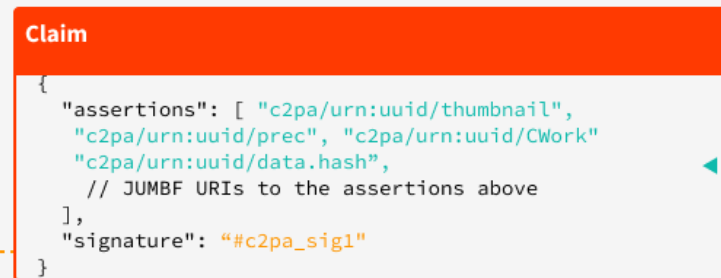 Claim
{
"assertions": [ "c2pa/urn:uuid/thumbnail",
"c2pa/urn:uuid/prec", "c2pa/urn:uuid/CWork"
"c2pa/urn:uuid/data.hash”,
// JUMBF URIs to the assertions above
],
"signature": “#c2pa_sig1"
}